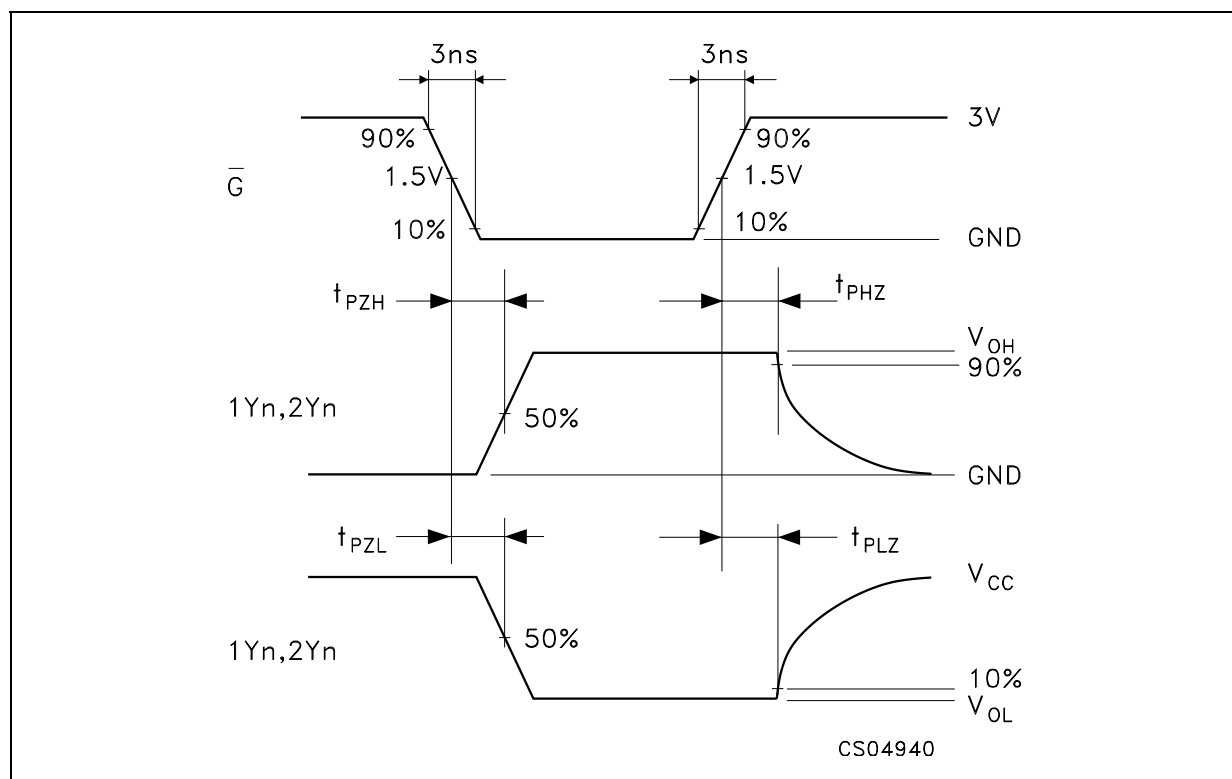 3ns 3ns
3V
90% 90%
1.5V 1.5V
G̅
10% 10%
GND
tPZH tPHZ
VOH
90%
1Yn,2Yn
50%
GND
tPZL tPLZ
VCC
1Yn,2Yn
50%
10%
VOL
CS04940